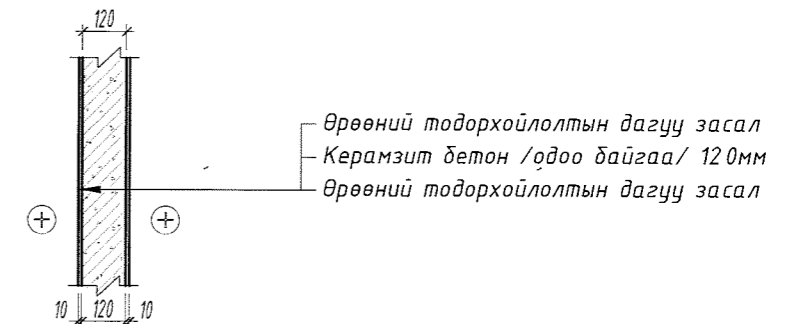 120
Өрөөний тодорхойлолтын дагуу засал
Керамзит бетон /одоо байгаа/ 120мм
Өрөөний тодорхойлолтын дагуу засал
10 120 10